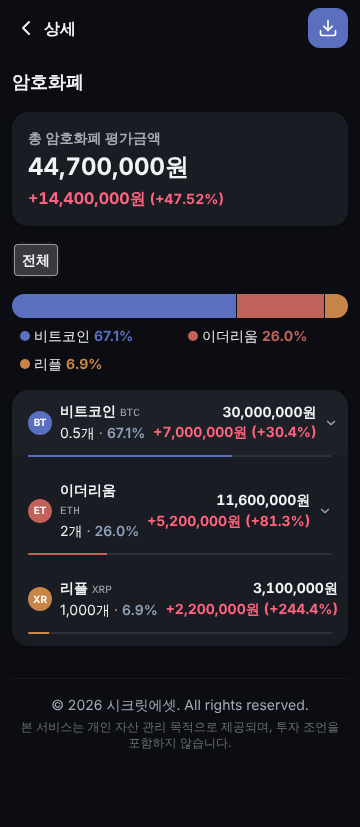 상세
암호화폐
총 암호화폐 평가금액
44,700,000원
+14,400,000원 (+47.52%)
전체
비트코인 67.1% 이더리움 26.0%
리플 6.9%
BT 비트코인 BTC 30,000,000원
0.5개 · 67.1% +7,000,000원 (+30.4%)
이더리움
ET ETH 11,600,000원
2개 · 26.0% +5,200,000원 (+81.3%)
XR 리플 XRP 3,100,000원
1,000개 · 6.9% +2,200,000원 (+244.4%)
© 2026 시크릿에셋. All rights reserved.
본 서비스는 개인 자산 관리 목적으로 제공되며, 투자 조언을
포함하지 않습니다.